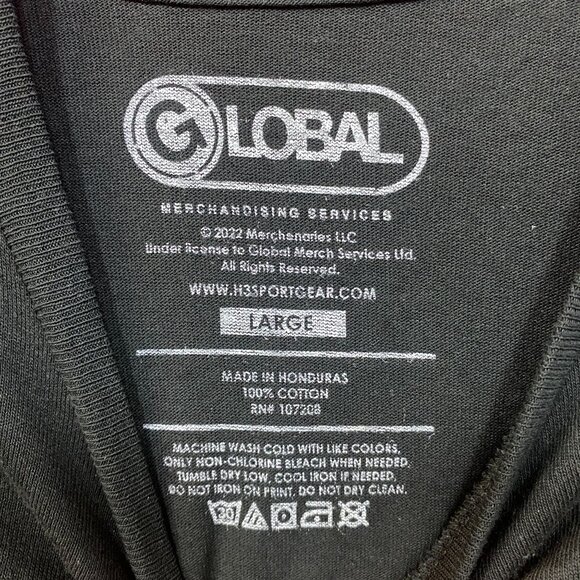 GLOBAL
MERCHANDISING SERVICES
© 2022 Merchenaries LLC
Under license to Global Merch Services Ltd.
All Rights Reserved.
WWW.H3SPORTGEAR.COM
LARGE
MADE IN HONDURAS
100% COTTON
RN# 107208
MACHINE WASH COLD WITH LIKE COLORS,
ONLY NON-CHLORINE BLEACH WHEN NEEDED,
TUMBLE DRY LOW, COOL IRON IF NEEDED,
DO NOT IRON ON PRINT, DO NOT DRY CLEAN.
30